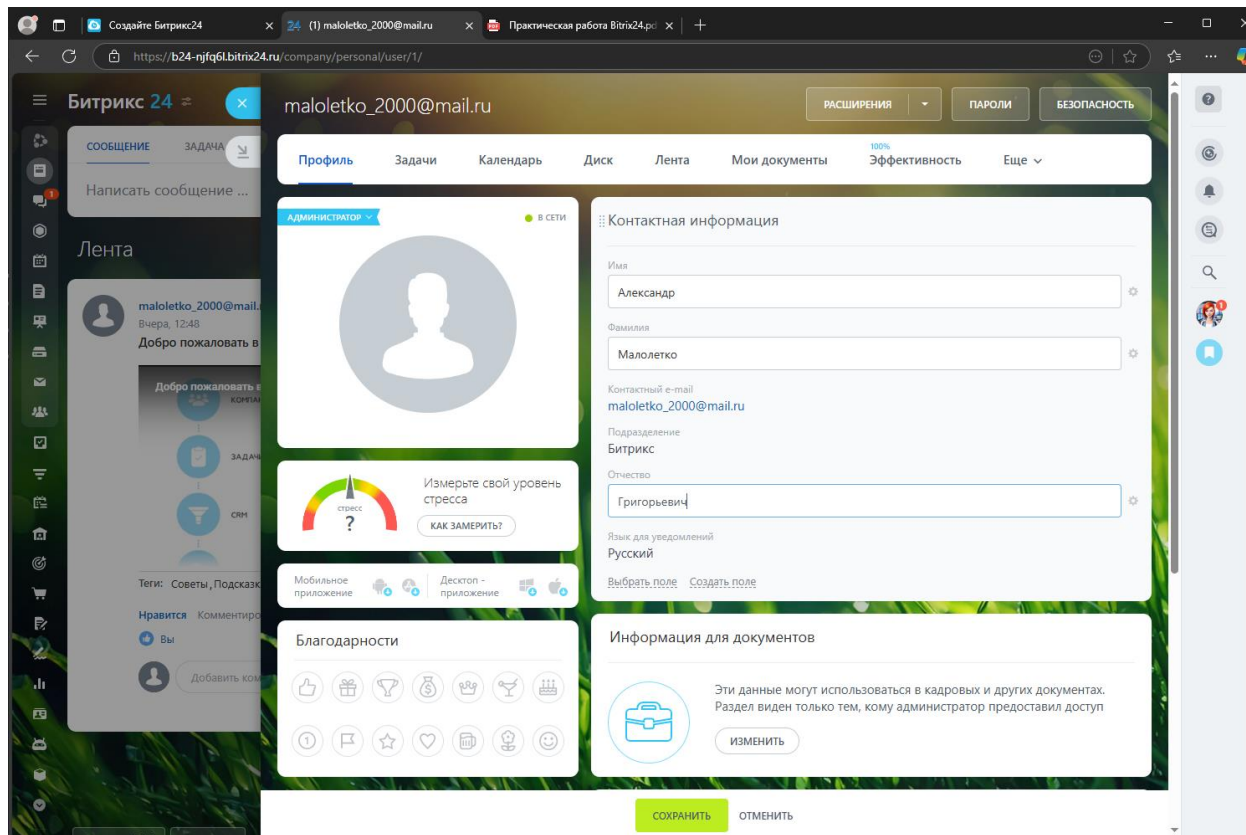 Создайте Битрикс24
24 (1) maloletko_2000@mail.ru
Практическая работа Bitrix24.pd
https://b24-njfq6l.bitrix24.ru/company/personal/user/1/
Битрикс 24
maloletko_2000@mail.ru
РАСШИРЕНИЯ
ПАРОЛИ
БЕЗОПАСНОСТЬ
СООБЩЕНИЕ
ЗАДАЧА
Написать сообщение ...
Профиль
Задачи
Календарь
Диск
Лента
Мои документы
100%
Эффективность
Еще
1
Лента
maloletko_2000@mail.
Вчера, 12:48
Добро пожаловать в
Добро пожаловать в
ЗАДАЧ
CRM
Теги: Советы, Подсказк
Нравится Комментиро
Вы
Добавить ком
АДМИНИСТРАТОР
В СЕТИ
стресс
?
Измерьте свой уровень
стресса
КАК ЗАМЕРИТЬ?
Мобильное
приложение
Десктоп -
приложение
Благодарности
Контактная информация
Имя
Александр
Фамилия
Малолетко
Контактный e-mail
maloletko_2000@mail.ru
Подразделение
Битрикс
Отчество
Григорьевич
Язык для уведомлений
Русский
Выбрать поле Создать поле
Информация для документов
Эти данные могут использоваться в кадровых и других документах.
Раздел виден только тем, кому администратор предоставил доступ
ИЗМЕНИТЬ
СОХРАНИТЬ
ОТМЕНИТЬ
1